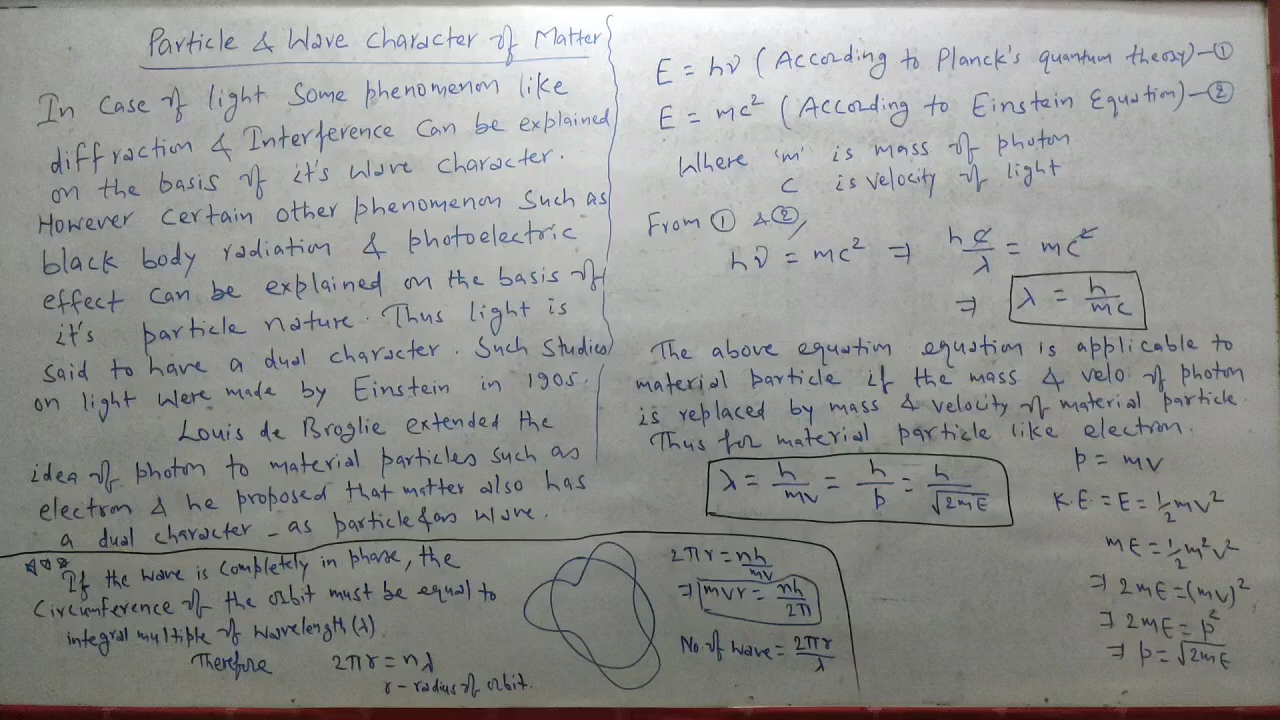 Particle & Wave Character of Matter
In case of light some phenomenon like
diffraction & Interference can be explained
on the basis of it's wave character.
However certain other phenomenon such as
black body radiation & photoelectric
effect can be explained on the basis of
it's particle nature. Thus light is
said to have a dual character. Such studies
on light were made by Einstein in 1905.
Louis de Broglie extended the
idea of photon to material particles such as
electron & he proposed that matter also has
a dual character - as particle & as wave.
If the wave is completely in phase, the
Circumference of the orbit must be equal to
integral multiple of wavelength (λ)
Therefore 2πr = nλ
r - radius of orbit.
2πr = nh/mv
⇒ mvr = nh/2π
No. of wave = 2πr/λ
E = hν (According to Planck's quantum theory) - ①
E = mc² (According to Einstein Equation) - ②
Where 'm' is mass of photon
c is velocity of light
From ① & ②,
hν = mc² ⇒ hc/λ = mc²
⇒ λ = h/mc
The above equation equation is applicable to
material particle if the mass & velo. of photon
is replaced by mass & velocity of material particle.
Thus for material particle like electron.
λ = h/mv = h/p = h/√2mE
p = mv
K.E. = E = 1/2 mv²
mE = 1/2 m²v²
⇒ 2mE = (mv)²
⇒ 2mE = p²
⇒ p = √2mE